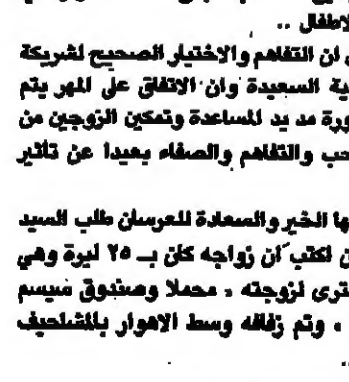 الاطفال ..
ان التفاهم والاختيار الصحيح لشريكة
ية السعيدة وان الاتفاق على المهر يتم
ورة مد يد المساعدة وتمكين الزوجين من
حب والتفاهم والصفاء بعيدا عن تأثير
ها الخير والسعادة للعرسان طلب السيد
ن اكتب ان زواجه كان بـ ٢٥ ليرة وهي
ترى لزوجته « محملا وصندوق ميسم
« وتم زفافه وسط الاهوار بالمشاحيف
..